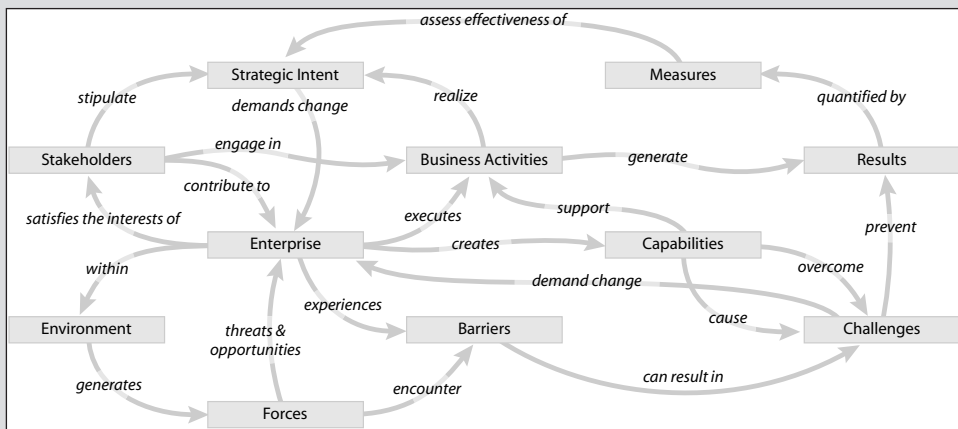 assess effectiveness of
Strategic Intent
Measures
stipulate
demands change
realize
quantified by
engage in
Stakeholders
Business Activities
generate
Results
contribute to
satisfies the interests of
executes
support
prevent
Enterprise
creates
Capabilities
within
demand change
overcome
experiences
cause
Environment
threats &
opportunities
Barriers
Challenges
generates
encounter
can result in
Forces